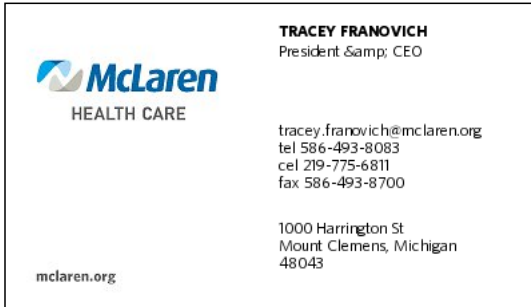 McLaren
HEALTH CARE
mclaren.org
TRACEY FRANOVICH
President &amp; CEO
tracey.franovich@mclaren.org
tel 586-493-8083
cel 219-775-6811
fax 586-493-8700
1000 Harrington St
Mount Clemens, Michigan
48043